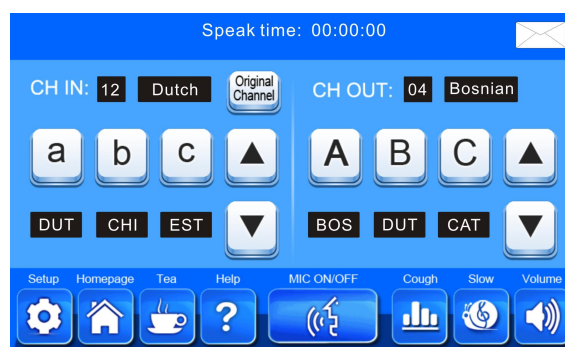 Speak time: 00:00:00
CH IN: 12 Dutch Original Channel
CH OUT: 04 Bosnian
a b c
A B C
DUT CHI EST
BOS DUT CAT
Setup Homepage Tea Help MIC ON/OFF Cough Slow Volume
?